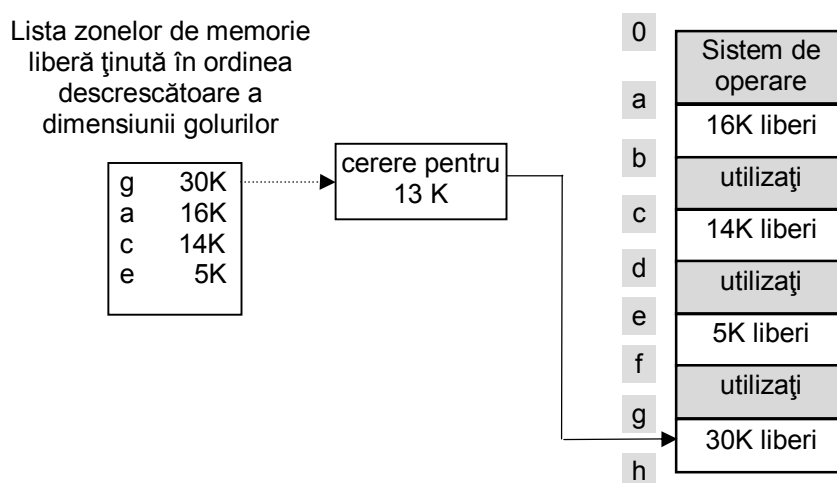 Lista zonelor de memorie
liberă ţinută în ordinea
descrescătoare a
dimensiunii golurilor
g 30K
a 16K
c 14K
e 5K
cerere pentru
13 K
0
a
b
c
d
e
f
g
h
Sistem de
operare
16K liberi
utilizaţi
14K liberi
utilizaţi
5K liberi
utilizaţi
30K liberi